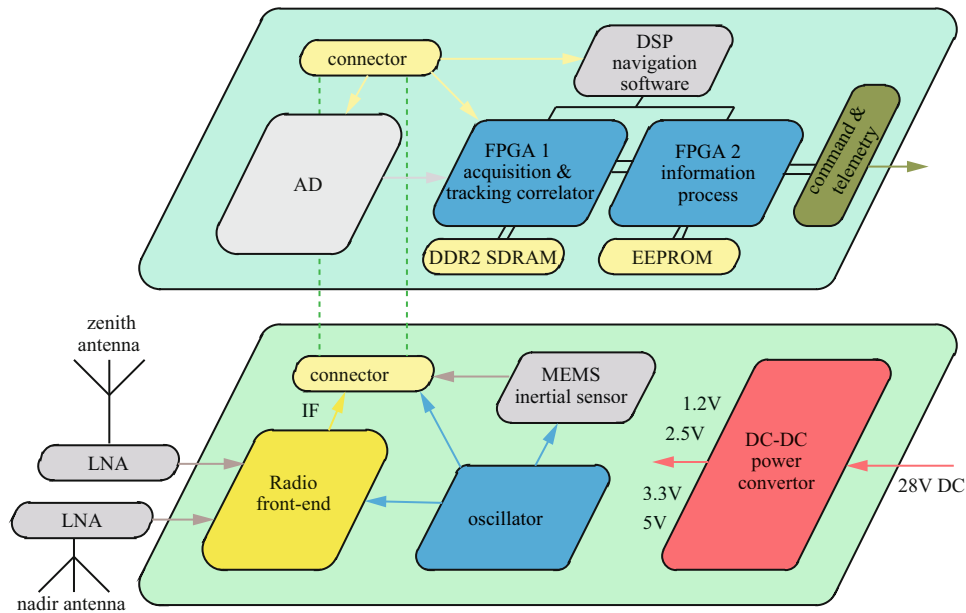 connector
DSP
navigation
software
AD
FPGA 1
acquisition &
tracking correlator
FPGA 2
information
process
command &
telemetry
DDR2 SDRAM
EEPROM
zenith
antenna
connector
MEMS
inertial sensor
IF
1.2V
2.5V
3.3V
5V
DC-DC
power
convertor
28V DC
LNA
Radio
front-end
oscillator
LNA
nadir antenna